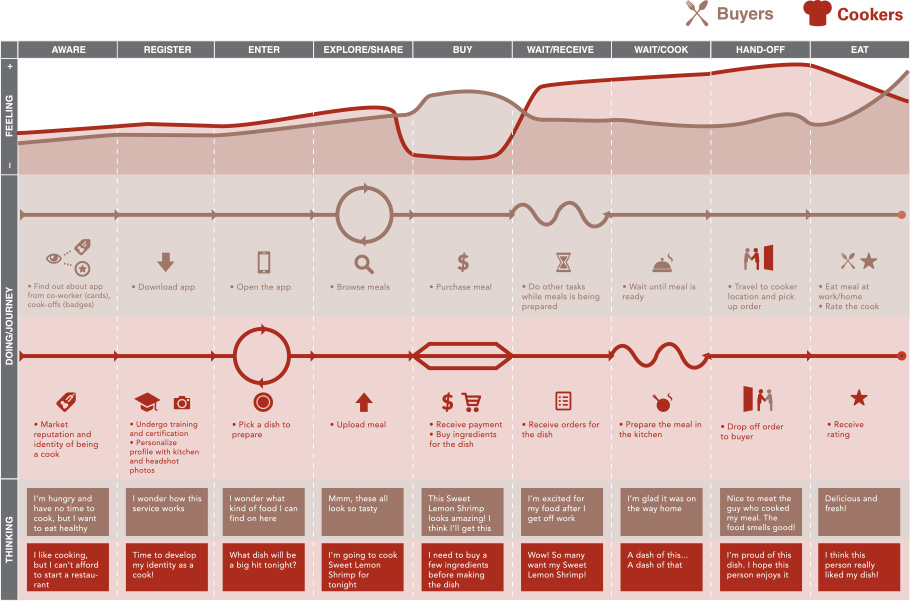 Buyers
Cookers
AWARE
REGISTER
ENTER
EXPLORE/SHARE
BUY
WAIT/RECEIVE
WAIT/COOK
HAND-OFF
EAT
+
FEELING
–
DOING/JOURNEY
• Find out about app
from co-worker (cards),
cook-offs (badges)
• Download app
• Open the app
• Browse meals
$
• Purchase meal
• Do other tasks
while meals is being
prepared
• Wait until meal is
ready
• Travel to cooker
location and pick
up order
• Eat meal at
work/home
• Rate the cook
• Market
reputation and
identity of being
a cook
• Undergo training
and certification
• Personalize
profile with kitchen
and headshot
photos
• Pick a dish to
prepare
• Upload meal
$
• Receive payment
• Buy ingredients
for the dish
• Receive orders for
the dish
• Prepare the meal in
the kitchen
• Drop off order
to buyer
• Receive
rating
THINKING
I'm hungry and
have no time to
cook, but I want
to eat healthy
I wonder how this
service works
I wonder what
kind of food I can
find on here
Mmm, these all
look so tasty
This Sweet
Lemon Shrimp
looks amazing! I
think I'll get this
I'm excited for
my food after I
get off work
I'm glad it was on
the way home
Nice to meet the
guy who cooked
my meal. The
food smells good!
Delicious and
fresh!
I like cooking,
but I can't afford
to start a restau-
rant
Time to develop
my identity as a
cook!
What dish will be
a big hit tonight?
I'm going to cook
Sweet Lemon
Shrimp for
tonight
I need to buy a
few ingredients
before making
the dish
Wow! So many
want my Sweet
Lemon Shrimp!
A dash of this...
A dash of that
I'm proud of this
dish. I hope this
person enjoys it
I think this
person really
liked my dish!